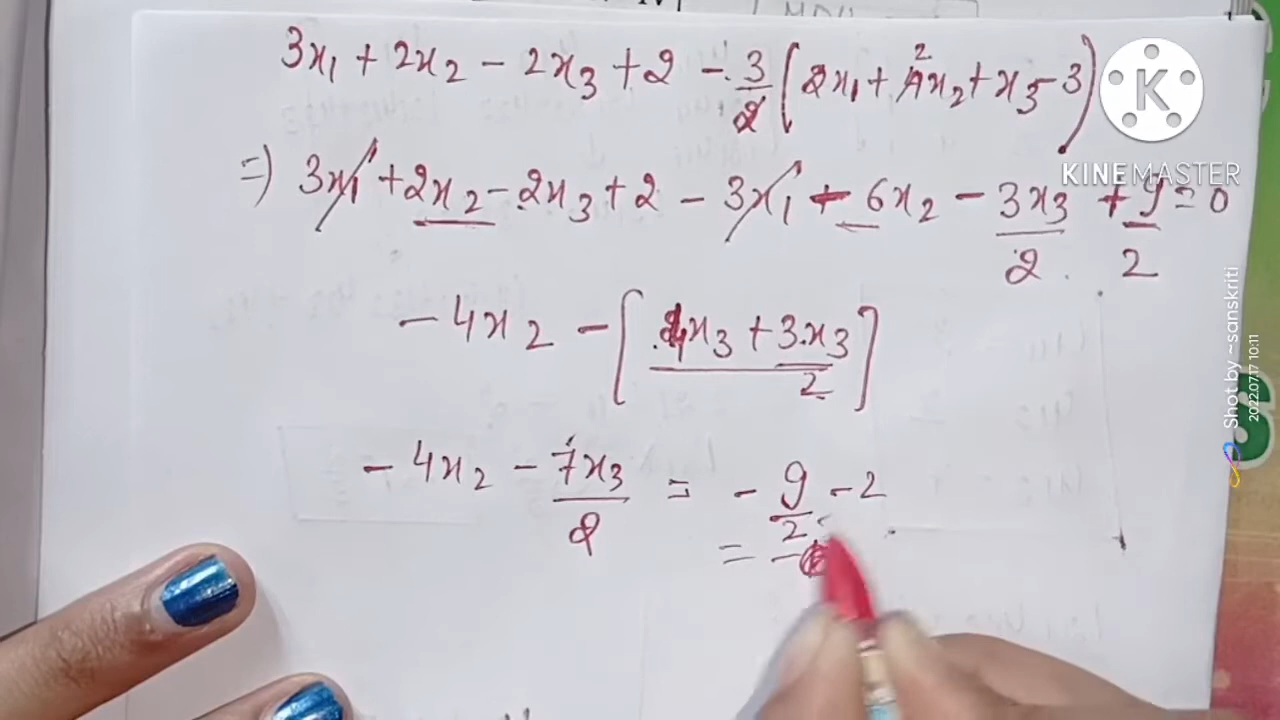 3x₁ + 2x₂ - 2x₃ + 2 - 3/2 (2x₁ + 4x₂ + x₃ - 3)
2
K
KINEMASTER
=) 3x₁ + 2x₂ - 2x₃ + 2 - 3x₁ - 6x₂ - 3x₃/2 + 9/2 = 0
- 4x₂ - [4x₃ + 3x₃/2]
- 4x₂ - 7x₃/2 = - 9/2 - 2
= -
Shot by ~sanskriti
2022.07.17 10:11